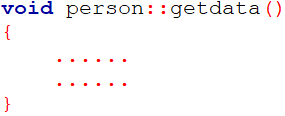 void person::getdata()
{
......
......
}